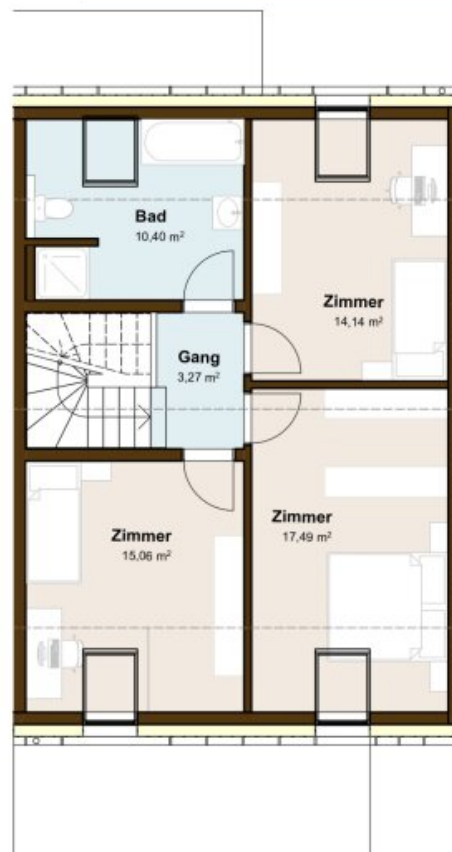 Bad
10,40 m²
Zimmer
14,14 m²
Gang
3,27 m²
Zimmer
17,49 m²
Zimmer
15,06 m²